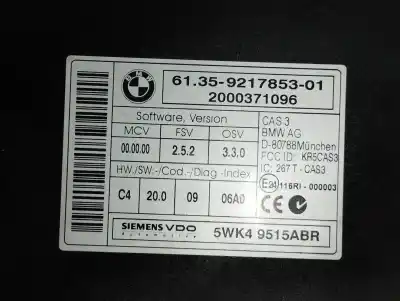 BMW
61.35-9217853-01
2000371096
Software, Version
MCV FSV OSV
00.00.00 2.5.2 3.3.0
HW./SW.-/Cod.-/Diag.-Index
C4 20.0 09 06A0
CAS 3
BMW AG
D-80788München
FCC ID: KR5CAS3
IC: 267T-CAS3
116RI-000003
SIEMENS VDO
Automotive
5WK4 9515ABR